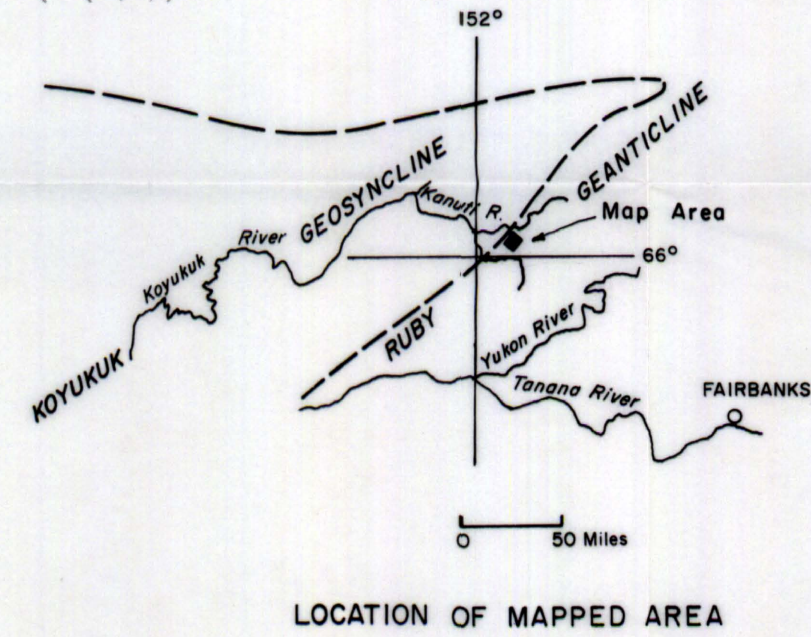 152°
KOYUKUK GEOSYNCLINE
RUBY GEANTICLINE
Kanuti R.
Map Area
66°
Koyukuk River
Yukon River
Tanana River
FAIRBANKS
0 50 Miles
LOCATION OF MAPPED AREA